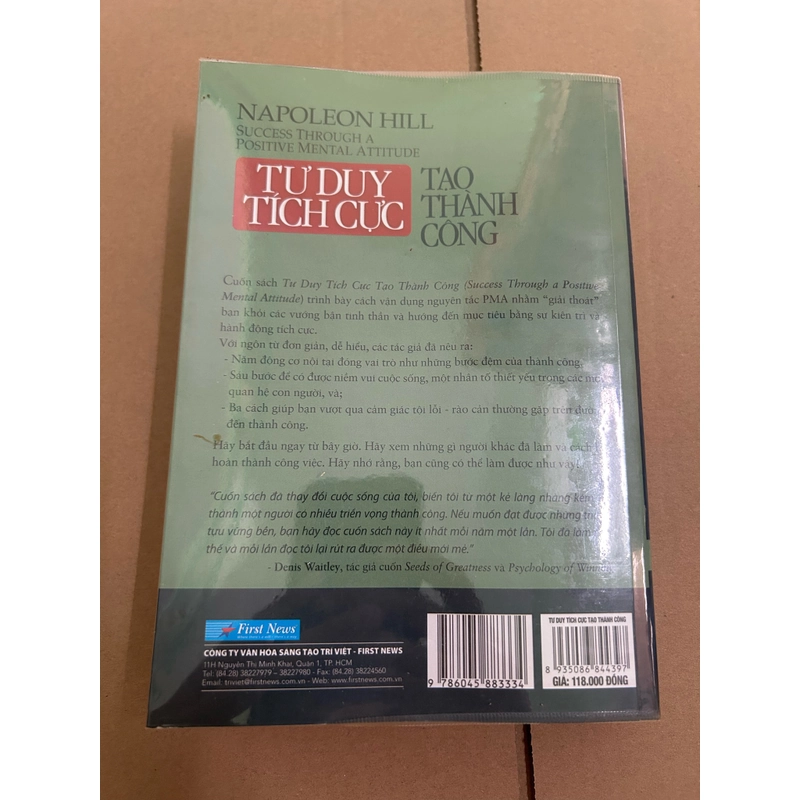 NAPOLEON HILL
SUCCESS THROUGH A
POSITIVE MENTAL ATTITUDE
TƯ DUY
TÍCH CỰC
TẠO
THÀNH
CÔNG
Cuốn sách Tư Duy Tích Cực Tạo Thành Công (Success Through a Positive
Mental Attitude) trình bày cách vận dụng nguyên tắc PMA nhằm “giải thoát”
bạn khỏi các vướng bận tinh thần và hướng đến mục tiêu bằng sự kiên trì và
hành động tích cực.
Với ngôn từ đơn giản, dễ hiểu, các tác giả đã nêu ra:
- Năm động cơ nội tại đóng vai trò như những bước đệm của thành công;
- Sáu bước để có được niềm vui cuộc sống, một nhân tố thiết yếu trong các
quan hệ con người, và;
- Ba cách giúp bạn vượt qua cảm giác tội lỗi - rào cản thường gặp trên
đến thành công.
Hãy bắt đầu ngay từ bây giờ. Hãy xem những gì người khác đã làm và cách
hoàn thành công việc. Hãy nhớ rằng, bạn cũng có thể làm được như vậy!
"Cuốn sách đã thay đổi cuộc sống của tôi, biến tôi từ một kẻ làng nhàng kém
thành một người có nhiều triển vọng thành công. Nếu muốn đạt được những
tựu vững bền, bạn hãy đọc cuốn sách này ít nhất mỗi năm một lần. Tôi đã làm
thế và mỗi lần đọc tôi lại rút ra được một điều mới mẻ."
- Denis Waitley, tác giả cuốn Seeds of Greatness và Psychology of
First News
CÔNG TY VĂN HÓA SÁNG TẠO TRÍ VIỆT - FIRST NEWS
11H Nguyễn Thị Minh Khai, Quận 1, TP. HCM
Tel: (84.28) 38227979 - 38227980 - Fax: (84.28) 38224560
Email: triviet@firstnews.com.vn - Web: www.firstnews.com.vn
9 786045 883334
TƯ DUY TÍCH CỰC TẠO THÀNH CÔNG
8 935086 844397
GIÁ: 118.000 ĐỒNG